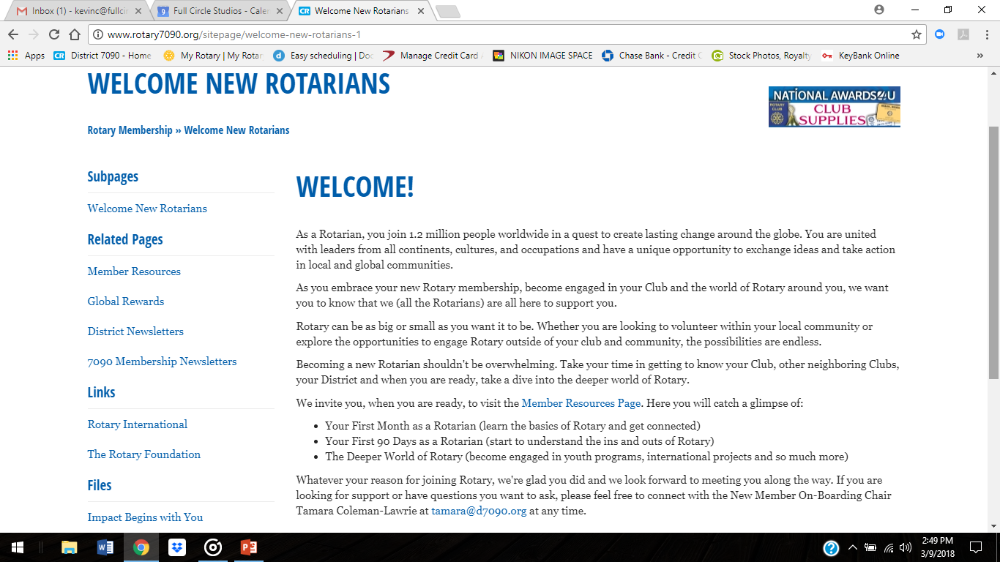 Inbox (1) - kevinc@fullcir
Full Circle Studios - Caler
Welcome New Rotarians
www.rotary7090.org/sitepage/welcome-new-rotarians-1
Apps
District 7090 - Home
My Rotary | My Rotar
Easy scheduling | Doo
Manage Credit Card A
NIKON IMAGE SPACE
Chase Bank - Credit C
Stock Photos, Royalty
KeyBank Online
WELCOME NEW ROTARIANS
NATIONAL AWARDS4U
ROTARY CLUB
CLUB
SUPPLIES
Rotary Membership » Welcome New Rotarians
Subpages
Welcome New Rotarians
Related Pages
Member Resources
Global Rewards
District Newsletters
7090 Membership Newsletters
Links
Rotary International
The Rotary Foundation
Files
Impact Begins with You
WELCOME!
As a Rotarian, you join 1.2 million people worldwide in a quest to create lasting change around the globe. You are united
with leaders from all continents, cultures, and occupations and have a unique opportunity to exchange ideas and take action
in local and global communities.
As you embrace your new Rotary membership, become engaged in your Club and the world of Rotary around you, we want
you to know that we (all the Rotarians) are all here to support you.
Rotary can be as big or small as you want it to be. Whether you are looking to volunteer within your local community or
explore the opportunities to engage Rotary outside of your club and community, the possibilities are endless.
Becoming a new Rotarian shouldn't be overwhelming. Take your time in getting to know your Club, other neighboring Clubs,
your District and when you are ready, take a dive into the deeper world of Rotary.
We invite you, when you are ready, to visit the Member Resources Page. Here you will catch a glimpse of:
• Your First Month as a Rotarian (learn the basics of Rotary and get connected)
• Your First 90 Days as a Rotarian (start to understand the ins and outs of Rotary)
• The Deeper World of Rotary (become engaged in youth programs, international projects and so much more)
Whatever your reason for joining Rotary, we're glad you did and we look forward to meeting you along the way. If you are
looking for support or have questions you want to ask, please feel free to connect with the New Member On-Boarding Chair
Tamara Coleman-Lawrie at tamara@d7090.org at any time.
2:49 PM
3/9/2018